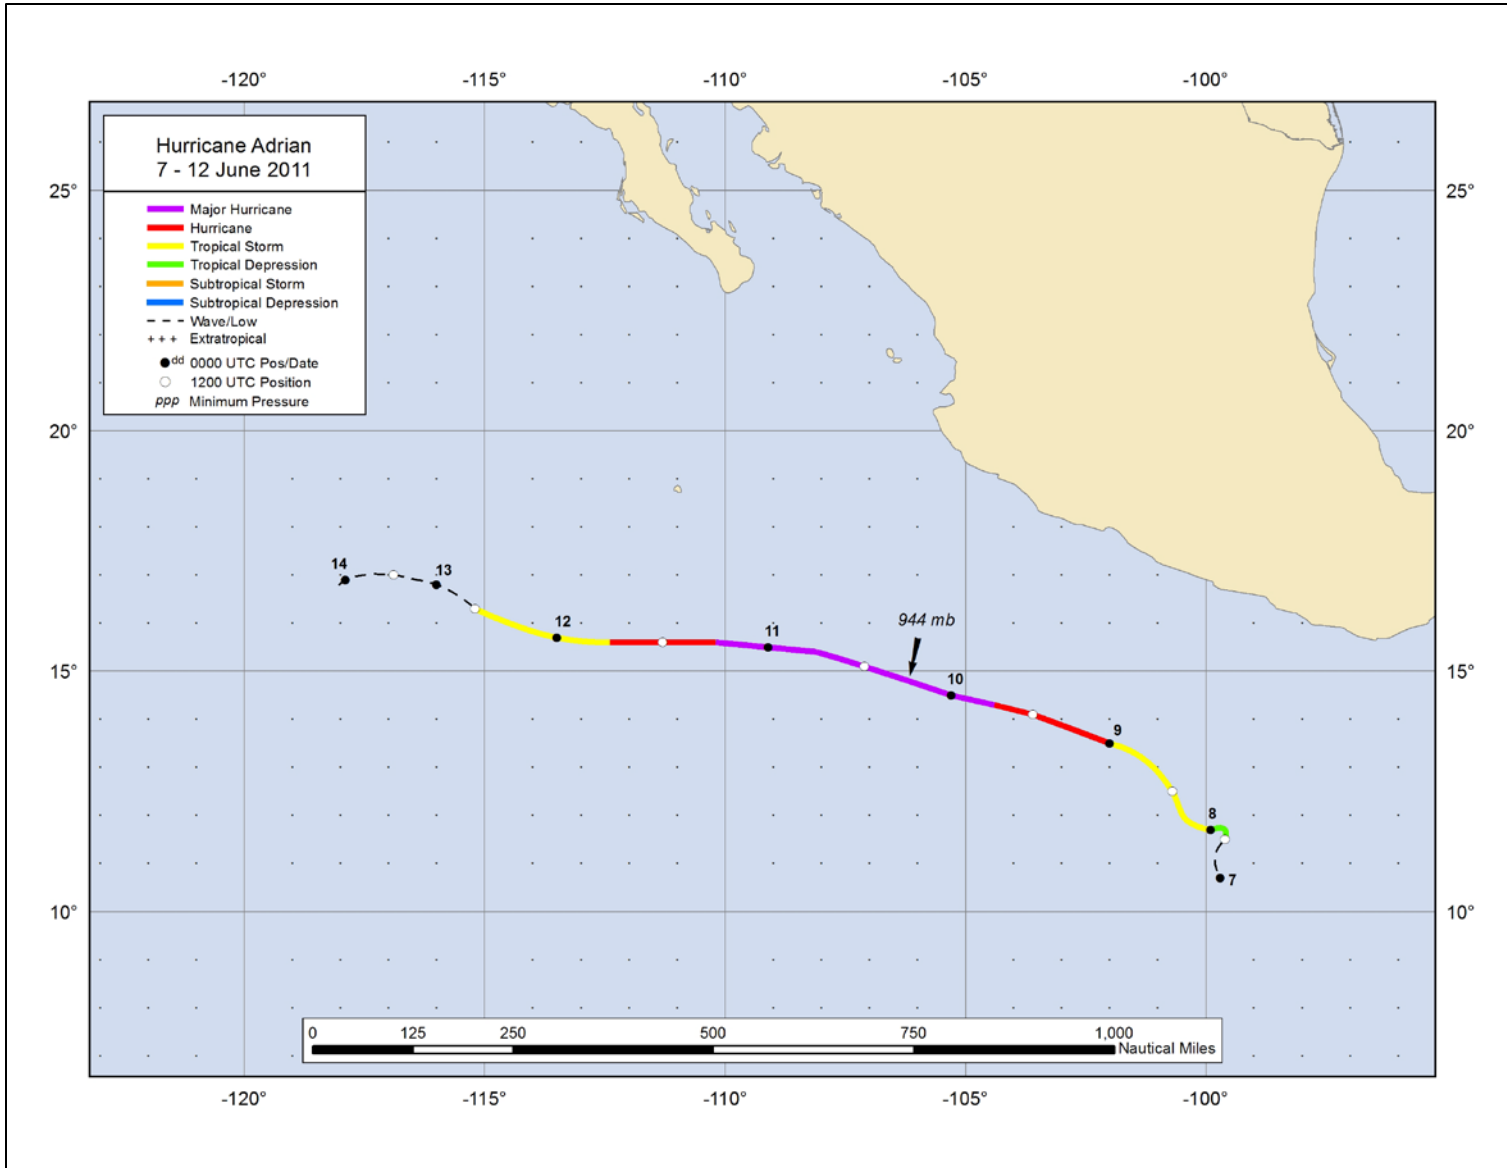 -120° -115° -110° -105° -100°
Hurricane Adrian
7 - 12 June 2011
Major Hurricane
Hurricane
Tropical Storm
Tropical Depression
Subtropical Storm
Subtropical Depression
Wave/Low
+++ Extratropical
dd 0000 UTC Pos/Date
1200 UTC Position
ppp Minimum Pressure
25° 25°
20° 20°
14 13 12 11 944 mb
15° 10 15°
9
8
7
10° 10°
0 125 250 500 750 1,000
Nautical Miles
-120° -115° -110° -105° -100°